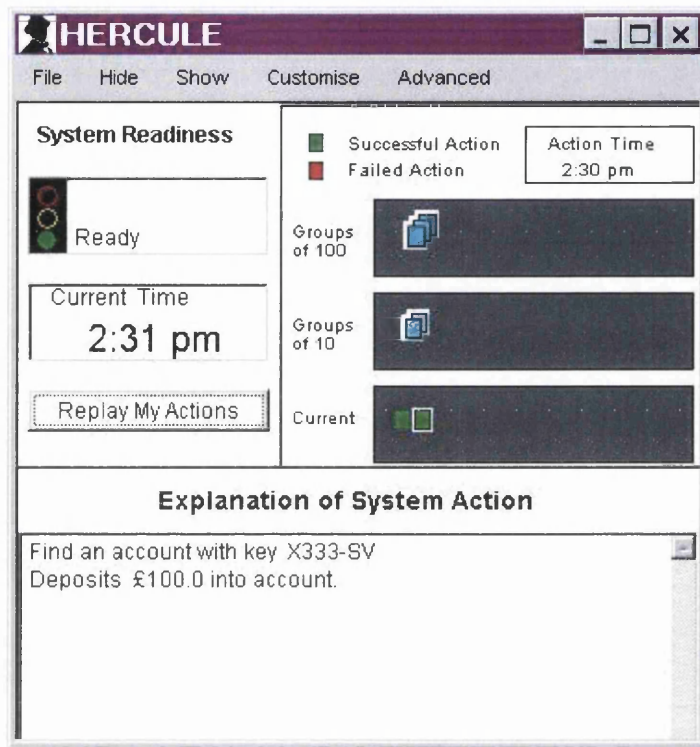 HERCULE
File Hide Show Customise Advanced
System Readiness
Ready
Current Time
2:31 pm
Replay My Actions
Successful Action
Failed Action
Action Time
2:30 pm
Groups
of 100
Groups
of 10
Current
Explanation of System Action
Find an account with key X333-SV
Deposits £100.0 into account.